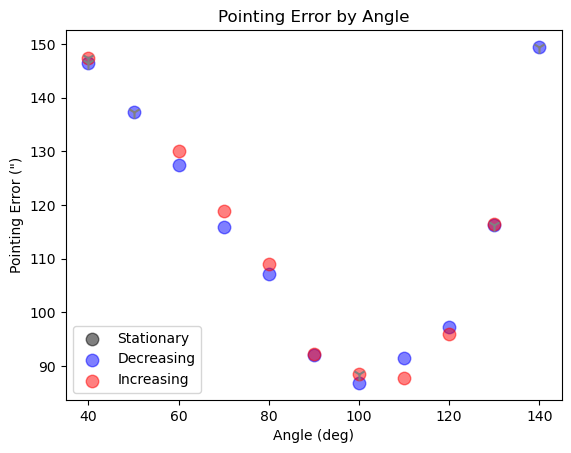 Pointing Error by Angle
Pointing Error (")
150
140
130
120
110
100
90
Stationary
Decreasing
Increasing
40
60
80
100
120
140
Angle (deg)